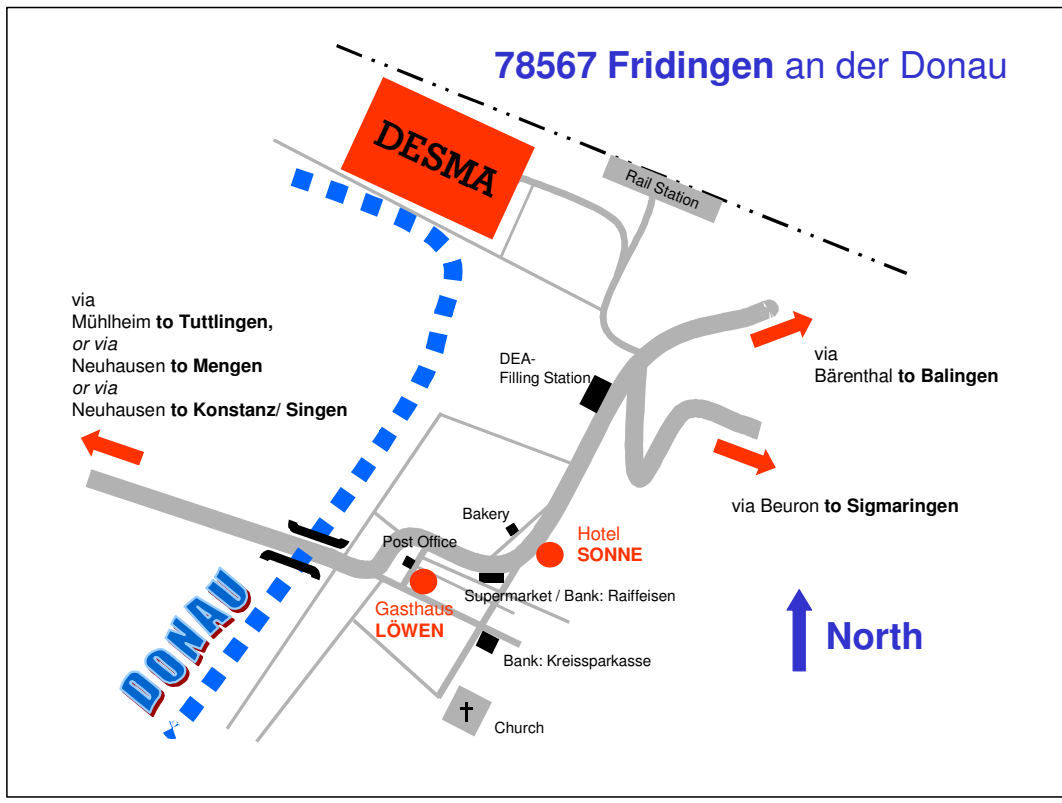 78567 Fridingen an der Donau
DESMA
Rail Station
via
Mühlheim to Tuttlingen,
or via
Neuhausen to Mengen
or via
Neuhausen to Konstanz/ Singen
DEA-
Filling Station
via
Bärenthal to Balingen
via Beuron to Sigmaringen
Bakery
Post Office
Hotel
SONNE
Supermarket / Bank: Raiffeisen
Gasthaus
LÖWEN
Bank: Kreissparkasse
Church
DONAU
North